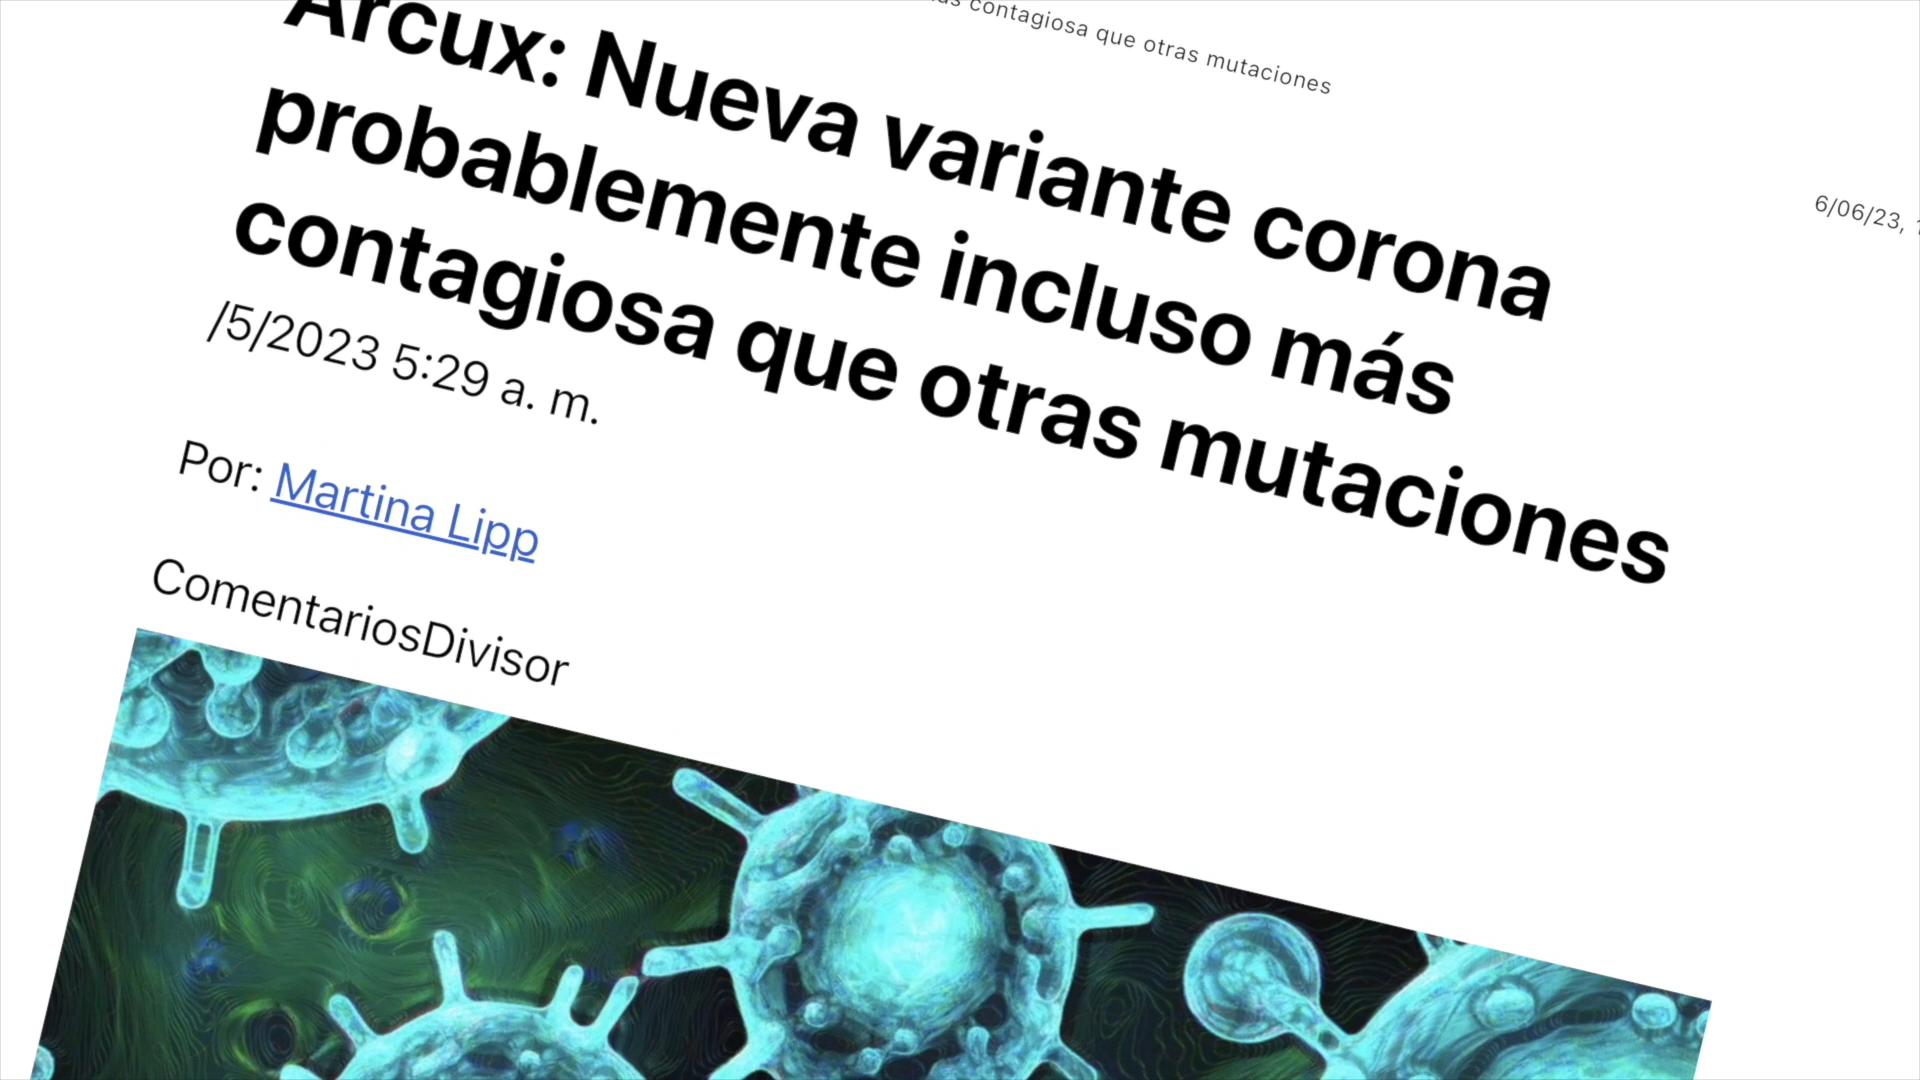 contagiosa que otras mutaciones
6/06/23,
Arcux: Nueva variante corona
probablemente incluso más
contagiosa que otras mutaciones
/5/2023 5:29 a. m.
Por: Martina Lipp
ComentariosDivisor